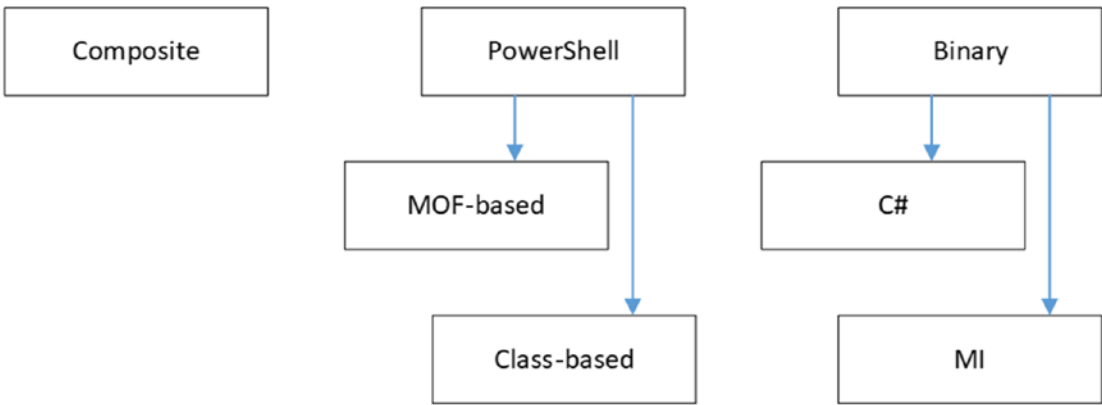 Composite
PowerShell
Binary
MOF-based
C#
Class-based
MI